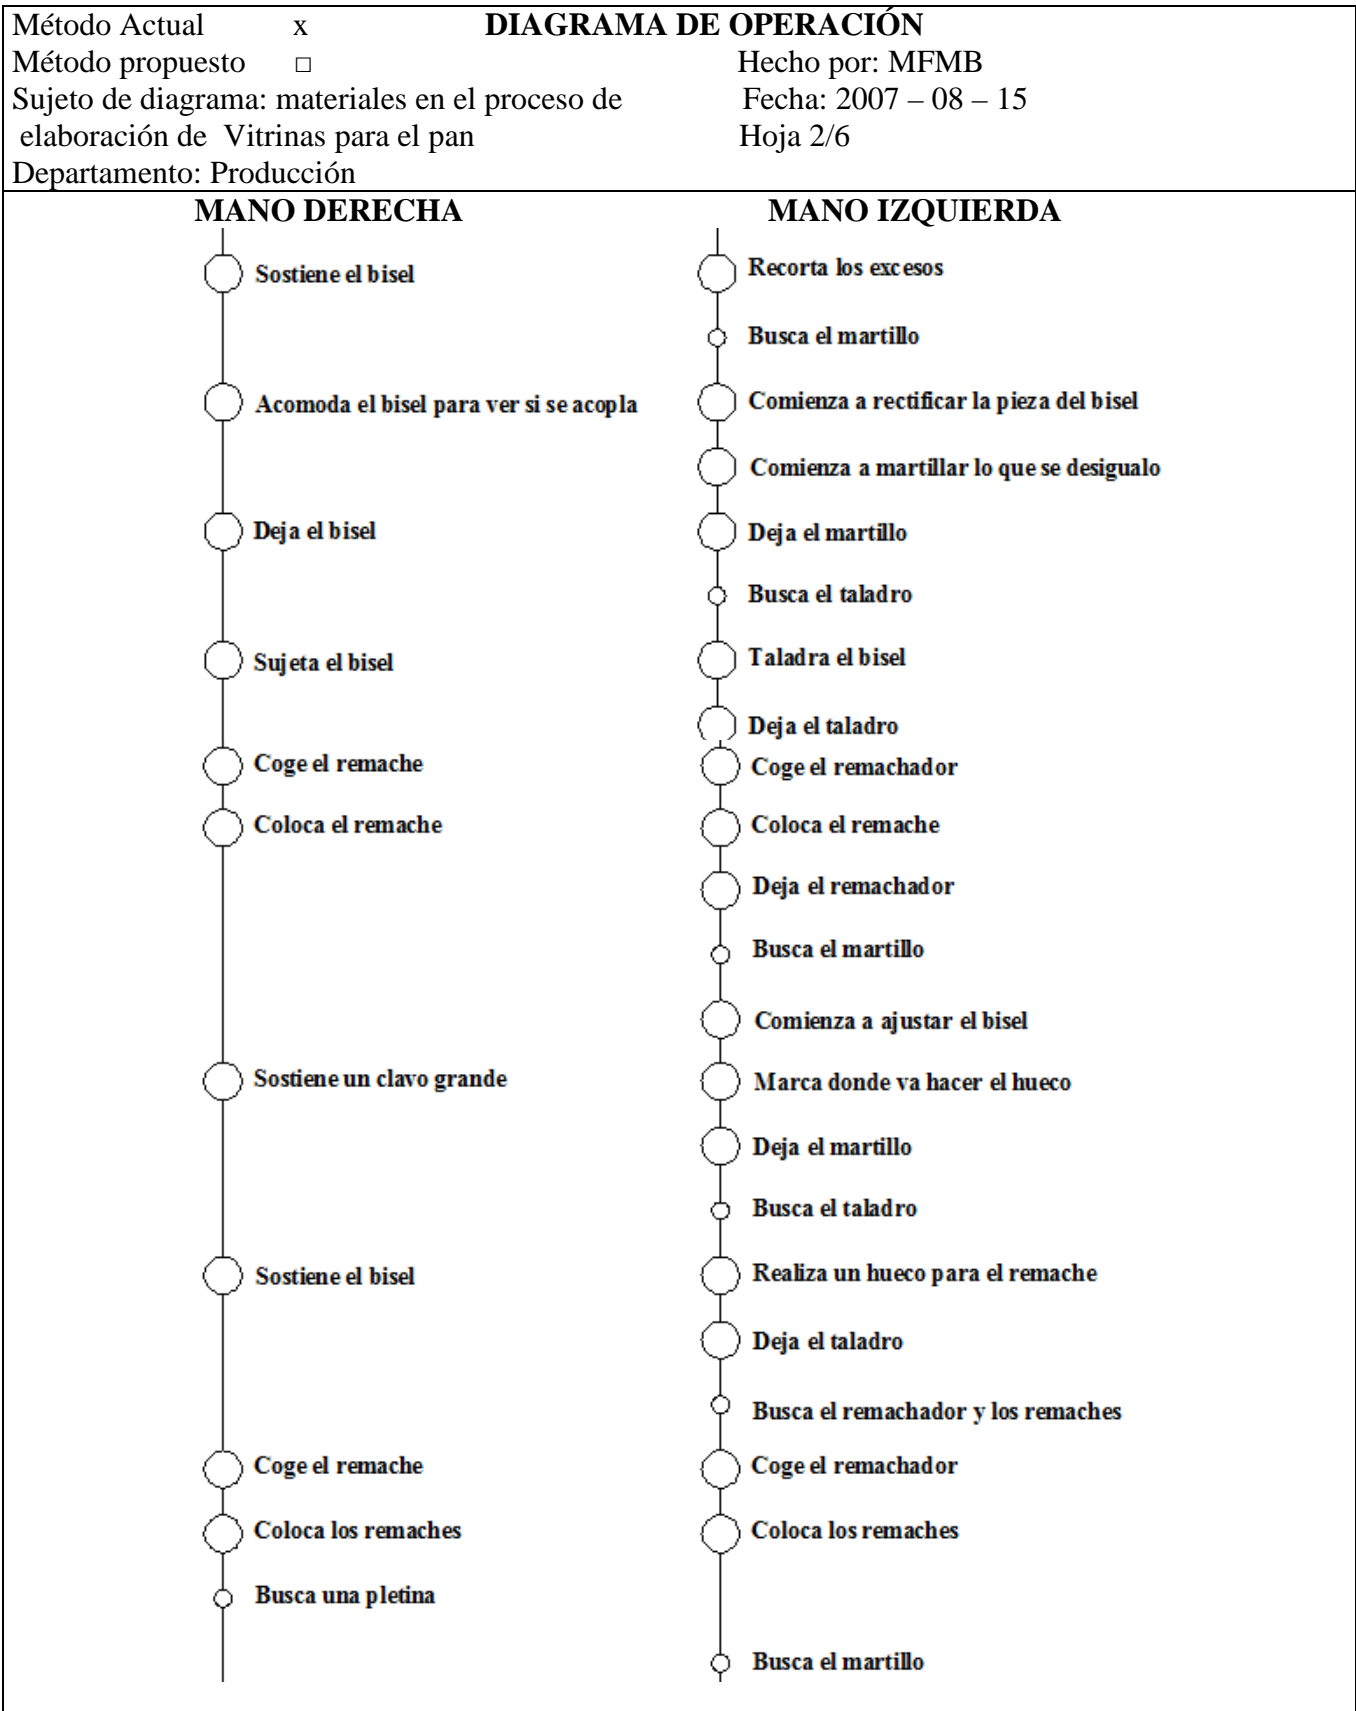 Método Actual x DIAGRAMA DE OPERACIÓN
Método propuesto □ Hecho por: MFMB
Sujeto de diagrama: materiales en el proceso de Fecha: 2007 – 08 – 15
elaboración de Vitrinas para el pan Hoja 2/6
Departamento: Producción
MANO DERECHA MANO IZQUIERDA
Sostiene el bisel Recorta los excesos
Busca el martillo
Acomoda el bisel para ver si se acopla Comienza a rectificar la pieza del bisel
Comienza a martillar lo que se desigualo
Deja el bisel Deja el martillo
Busca el taladro
Sujeta el bisel Taladra el bisel
Deja el taladro
Coge el remache Coge el remachador
Coloca el remache Coloca el remache
Deja el remachador
Busca el martillo
Comienza a ajustar el bisel
Sostiene un clavo grande Marca donde va hacer el hueco
Deja el martillo
Busca el taladro
Sostiene el bisel Realiza un hueco para el remache
Deja el taladro
Busca el remachador y los remaches
Coge el remache Coge el remachador
Coloca los remaches Coloca los remaches
Busca una pletina
Busca el martillo